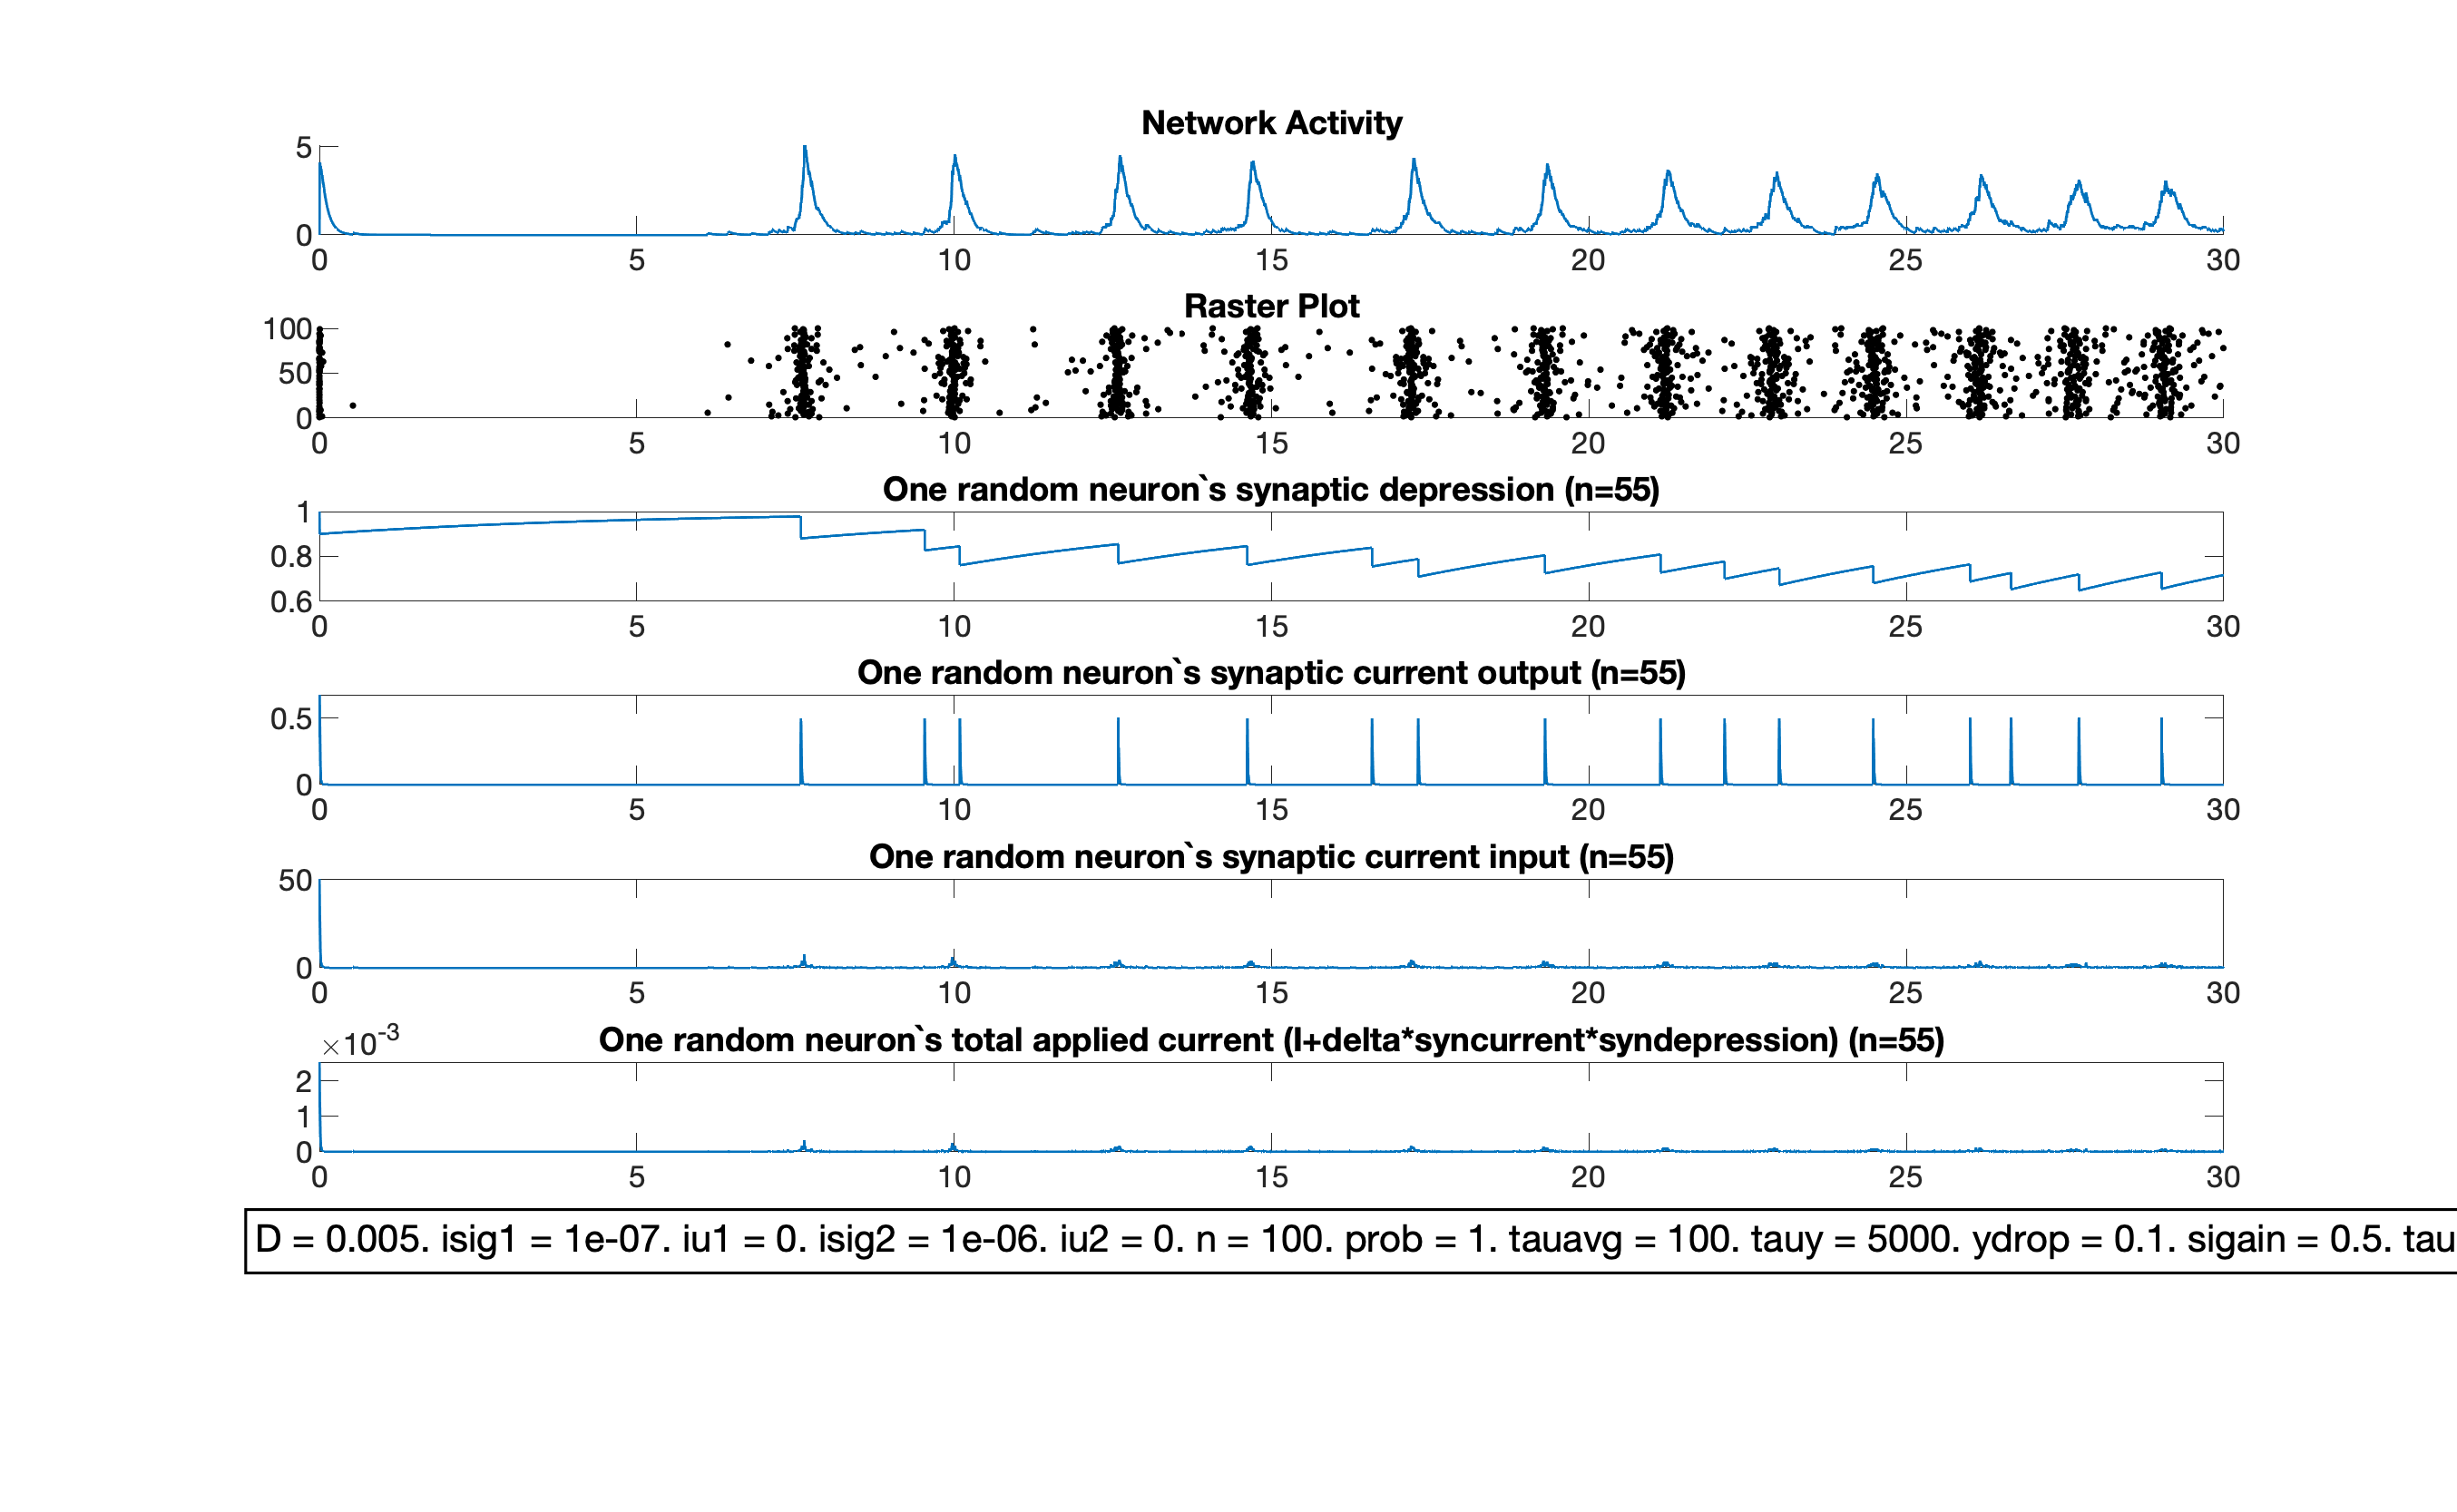 Network Activity
5
0
0 5 10 15 20 25 30
Raster Plot
100
50
0
0 5 10 15 20 25 30
One random neuron`s synaptic depression (n=55)
1
0.8
0.6
0 5 10 15 20 25 30
One random neuron`s synaptic current output (n=55)
0.5
0
0 5 10 15 20 25 30
One random neuron`s synaptic current input (n=55)
50
0
0 5 10 15 20 25 30
×10-3
One random neuron`s total applied current (I+delta*syncurrent*syndepression) (n=55)
2
1
0
0 5 10 15 20 25 30
D = 0.005. isig1 = 1e-07. iu1 = 0. isig2 = 1e-06. iu2 = 0. n = 100. prob = 1. tauavg = 100. tauy = 5000. ydrop = 0.1. sigain = 0.5. tau